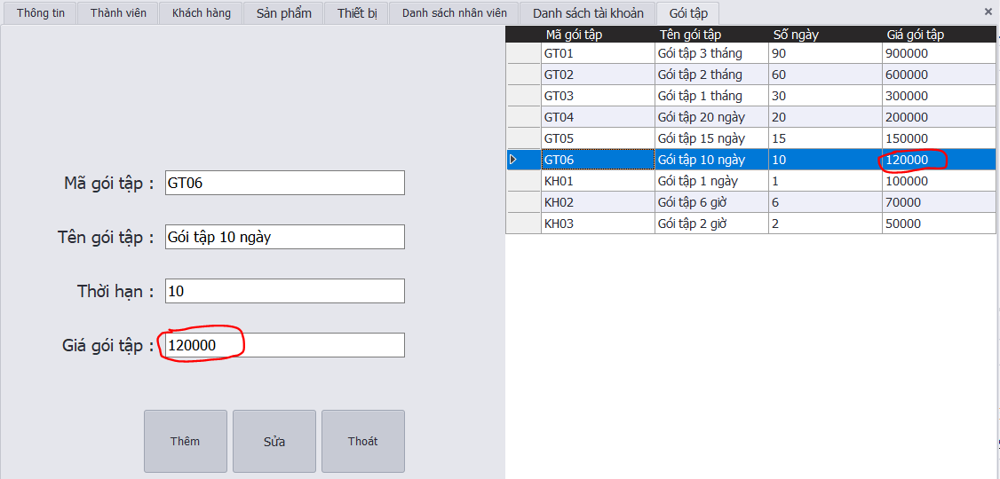 Thông tin Thành viên Khách hàng Sản phẩm Thiết bị Danh sách nhân viên Danh sách tài khoản Gói tập
Mã gói tập Tên gói tập Số ngày Giá gói tập
GT01 Gói tập 3 tháng 90 900000
GT02 Gói tập 2 tháng 60 600000
GT03 Gói tập 1 tháng 30 300000
GT04 Gói tập 20 ngày 20 200000
GT05 Gói tập 15 ngày 15 150000
GT06 Gói tập 10 ngày 10 120000
KH01 Gói tập 1 ngày 1 100000
KH02 Gói tập 6 giờ 6 70000
KH03 Gói tập 2 giờ 2 50000
Mã gói tập : GT06
Tên gói tập : Gói tập 10 ngày
Thời hạn : 10
Giá gói tập : 120000
Thêm Sửa Thoát